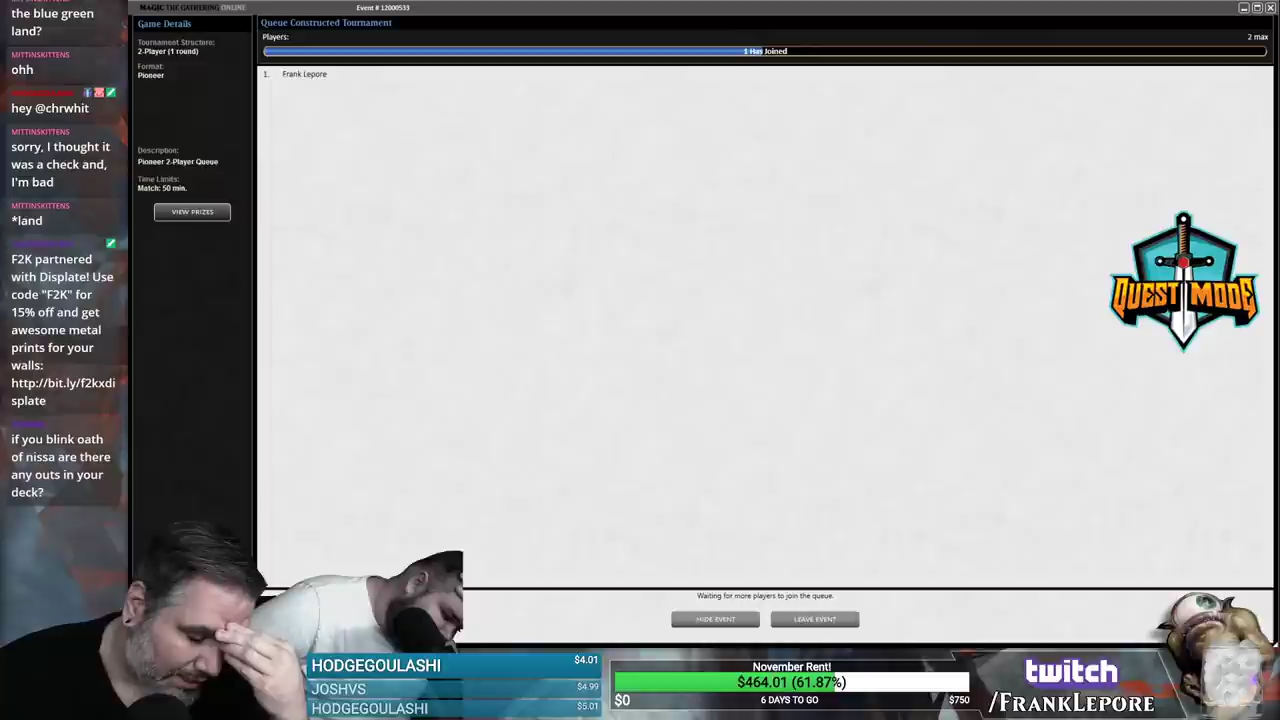 the blue green
land?
MITTINSKITTENS
ohh
hey @chrwhit
MITTINSKITTENS
sorry, I thought it
was a check and,
I'm bad
MITTINSKITTENS
*land
F2K partnered
with Displate! Use
code "F2K" for
15% off and get
awesome metal
prints for your
walls:
http://bit.ly/f2kxdi
splate
if you blink oath
of nissa are there
any outs in your
deck?
MAGIC THE GATHERING ONLINE
Event # 12000533
Game Details
Tournament Structure:
2-Player (1 round)
Format:
Pioneer
Description:
Pioneer 2-Player Queue
Time Limits:
Match: 50 min.
VIEW PRIZES
Queue Constructed Tournament
Players:
2 max
1 Has Joined
1. Frank Lepore
QUEST MODE
Waiting for more players to join the queue.
HIDE EVENT
LEAVE EVENT
HODGEGOULASHI $4.01
JOSHVS $4.99
HODGEGOULASHI $5.01
November Rent!
$464.01 (61.87%)
$0 6 DAYS TO GO $750
twitch
/FRANKLEPORE